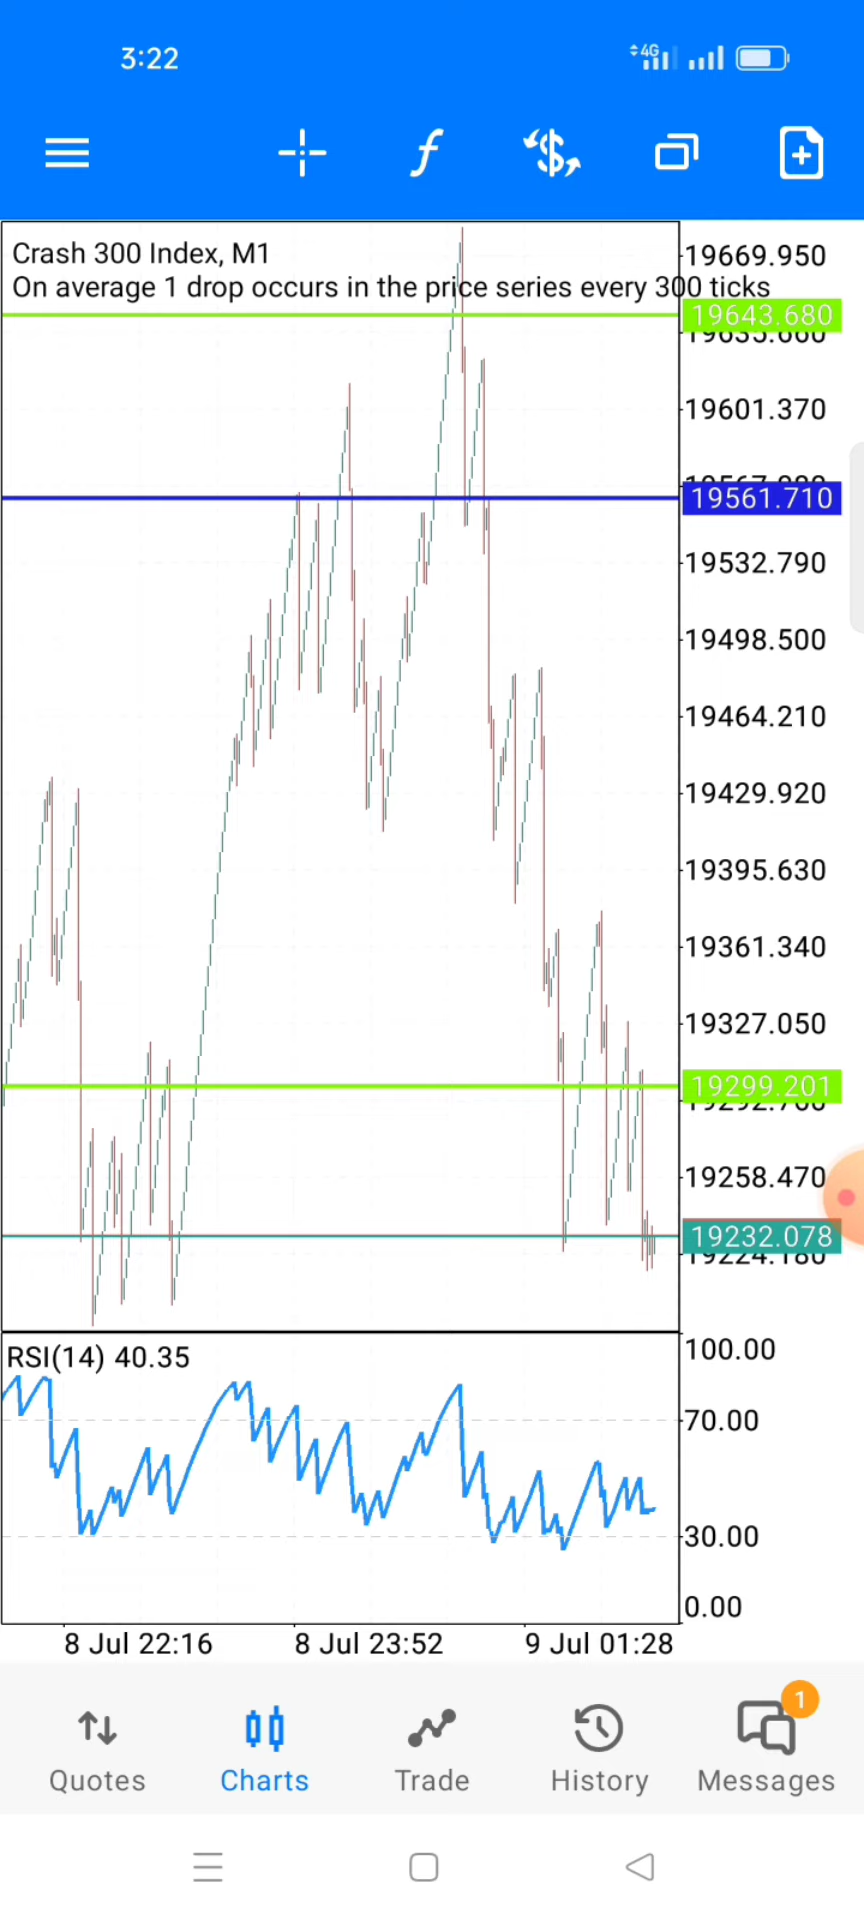 3:22
4G
Crash 300 Index, M1
On average 1 drop occurs in the price series every 300 ticks
19669.950
19643.680
19601.370
19561.710
19532.790
19498.500
19464.210
19429.920
19395.630
19361.340
19327.050
19299.201
19258.470
19232.078
19224.180
RSI(14) 40.35
100.00
70.00
30.00
0.00
8 Jul 22:16
8 Jul 23:52
9 Jul 01:28
1
Quotes
Charts
Trade
History
Messages